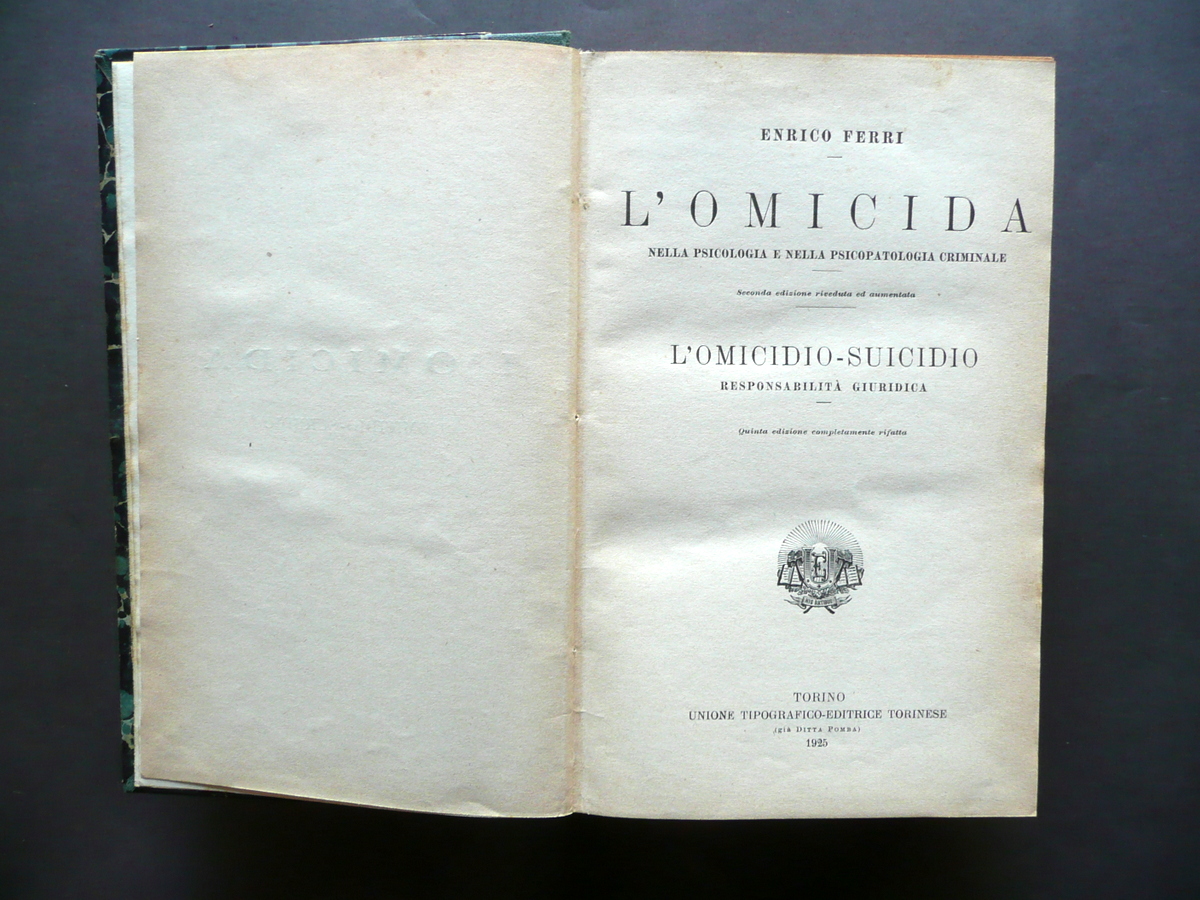 L'OMICIDA
ENRICO FERRI
L'OMICIDA
NELLA PSICOLOGIA E NELLA PSICOPATOLOGIA CRIMINALE
Seconda edizione riveduta ed aumentata
L'OMICIDIO-SUICIDIO
RESPONSABILITÀ GIURIDICA
Quinta edizione completamente rifatta
TORINO
UNIONE TIPOGRAFICO-EDITRICE TORINESE
(già DITTA POMBA)
1925